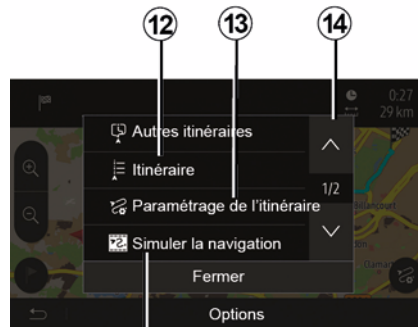 12
13
14
0:27
29 km
Autres itinéraires
Itinéraire
1/2
Paramétrage de l'itinéraire
Billancourt
Simuler la navigation
Fermer
Options